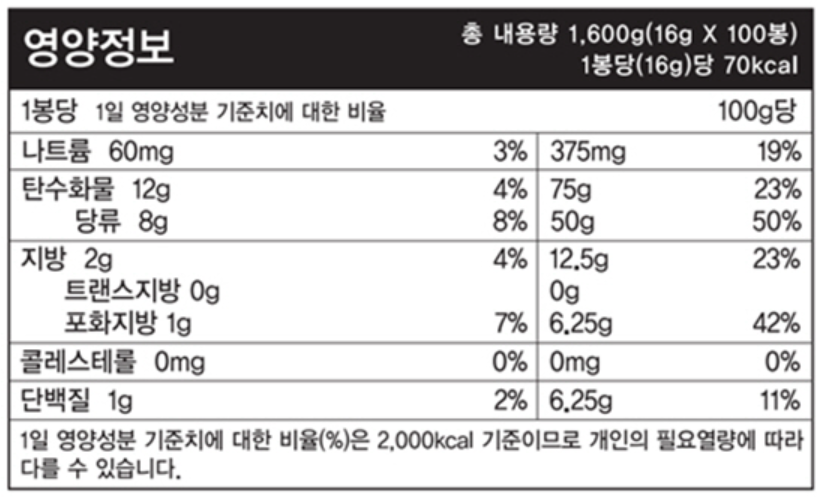 영양정보
총 내용량 1,600g(16g X 100봉)
1봉당(16g)당 70kcal
1봉당 1일 영양성분 기준치에 대한 비율 100g당
나트륨 60mg 3% 375mg 19%
탄수화물 12g 4% 75g 23%
당류 8g 8% 50g 50%
지방 2g 4% 12.5g 23%
트랜스지방 0g 0g
포화지방 1g 7% 6.25g 42%
콜레스테롤 0mg 0% 0mg 0%
단백질 1g 2% 6.25g 11%
1일 영양성분 기준치에 대한 비율(%)은 2,000kcal 기준이므로 개인의 필요열량에 따라
다를 수 있습니다.